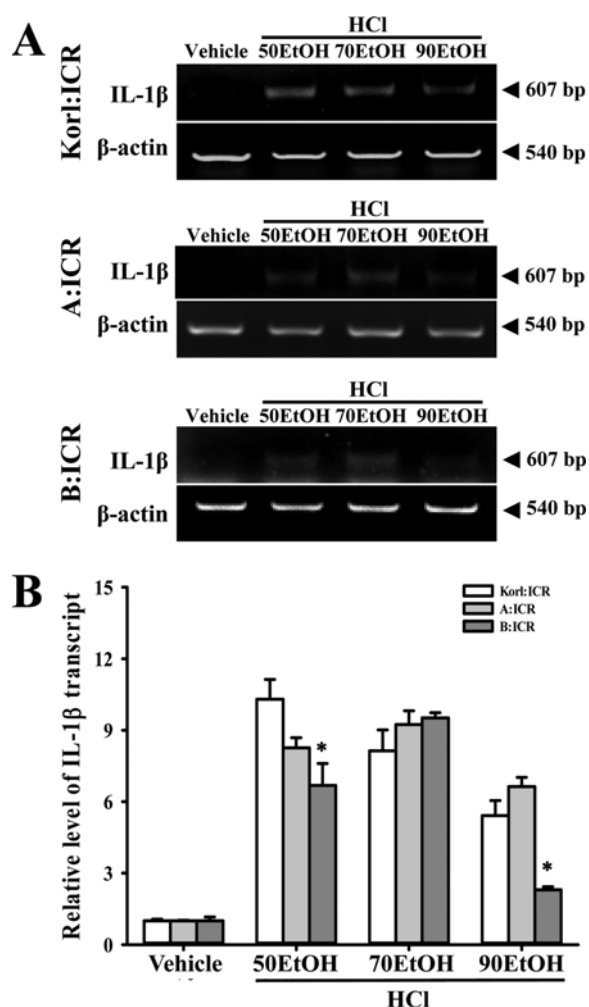 A
HCl
Vehicle 50EtOH 70EtOH 90EtOH
Korl:ICR
IL-1β
◄ 607 bp
β-actin
◄ 540 bp
HCl
Vehicle 50EtOH 70EtOH 90EtOH
A:ICR
IL-1β
◄ 607 bp
β-actin
◄ 540 bp
HCl
Vehicle 50EtOH 70EtOH 90EtOH
B:ICR
IL-1β
◄ 607 bp
β-actin
◄ 540 bp
B
Relative level of IL-1β transcript
15
12
9
6
3
0
Korl:ICR
A:ICR
B:ICR
*
*
Vehicle 50EtOH 70EtOH 90EtOH
HCl